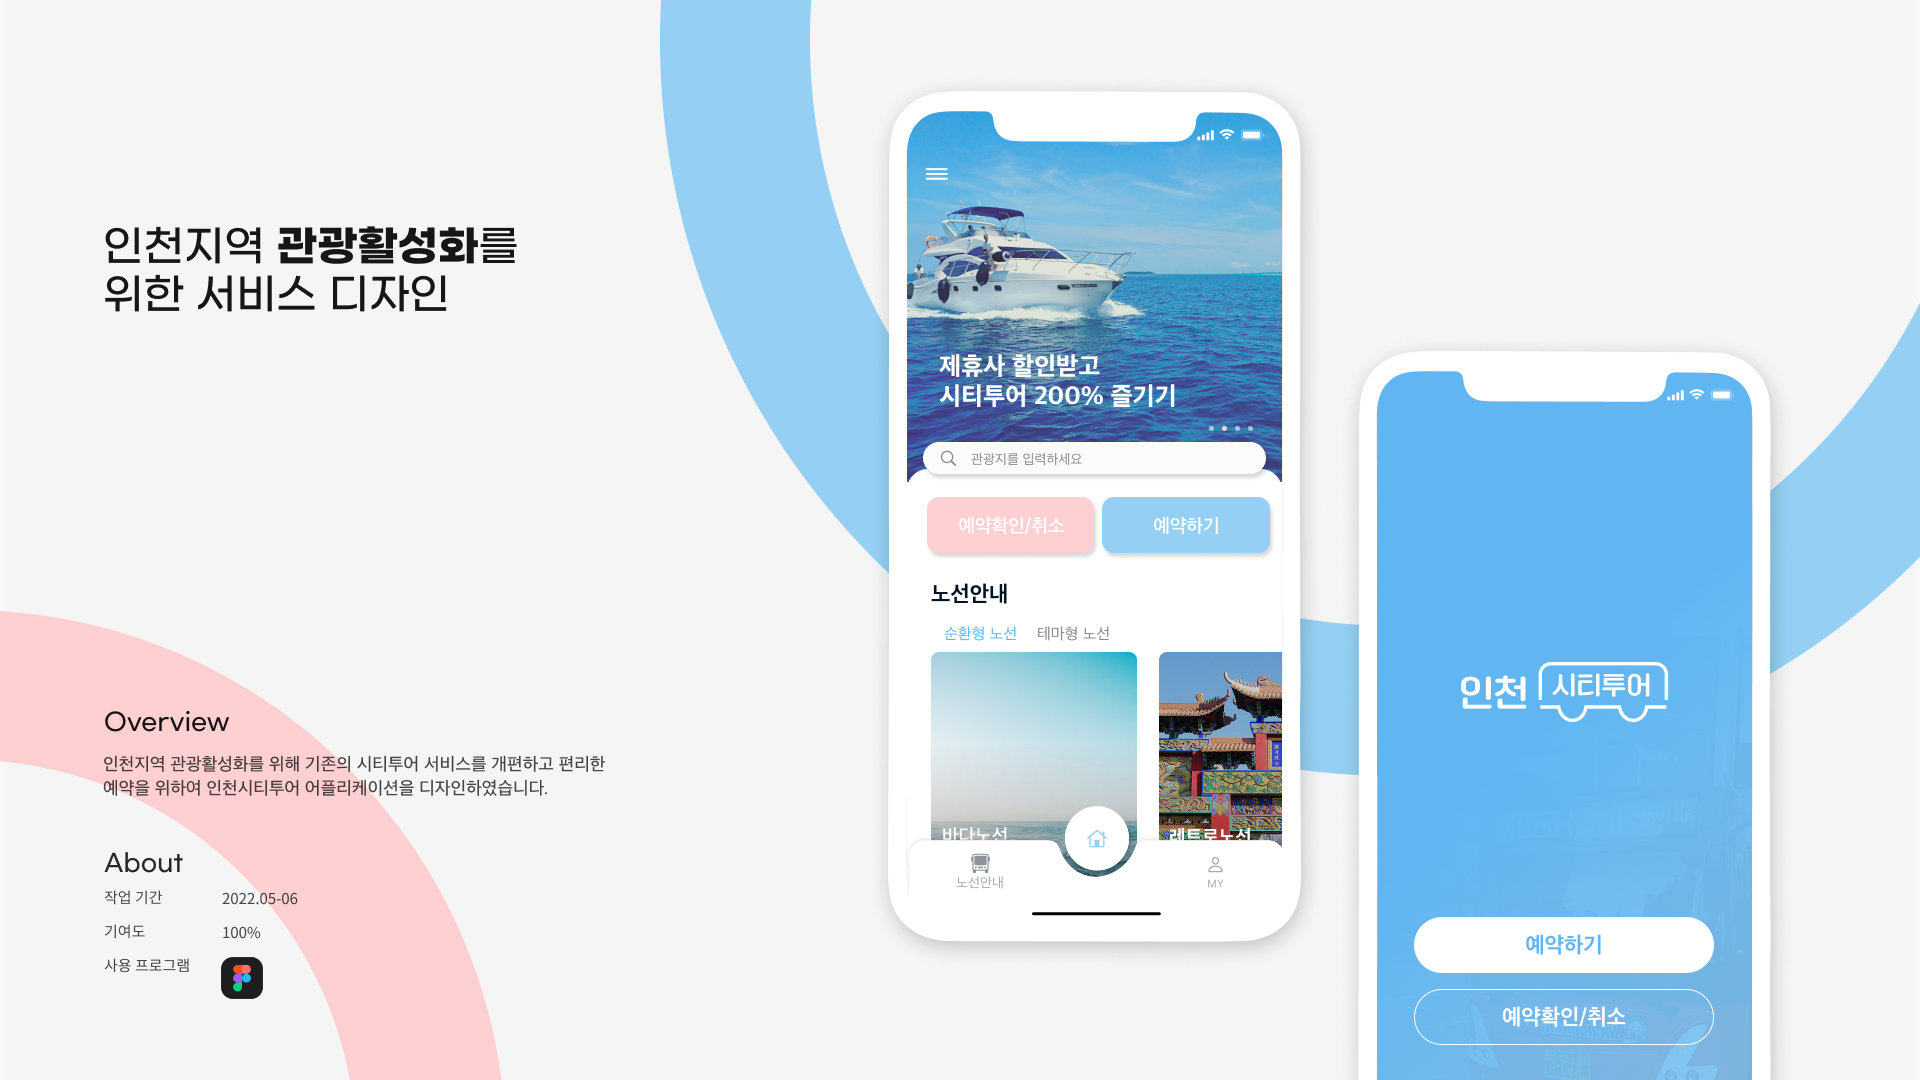 인천지역 관광활성화를
위한 서비스 디자인
Overview
인천지역 관광활성화를 위해 기존의 시티투어 서비스를 개편하고 편리한
예약을 위하여 인천시티투어 어플리케이션을 디자인하였습니다.
About
작업 기간 2022.05-06
기여도 100%
사용 프로그램
제휴사 할인받고
시티투어 200% 즐기기
관광지를 입력하세요
예약확인/취소 예약하기
노선안내
순환형 노선 테마형 노선
바다노선 레트로노선
노선안내 MY
인천 시티투어
예약하기
예약확인/취소